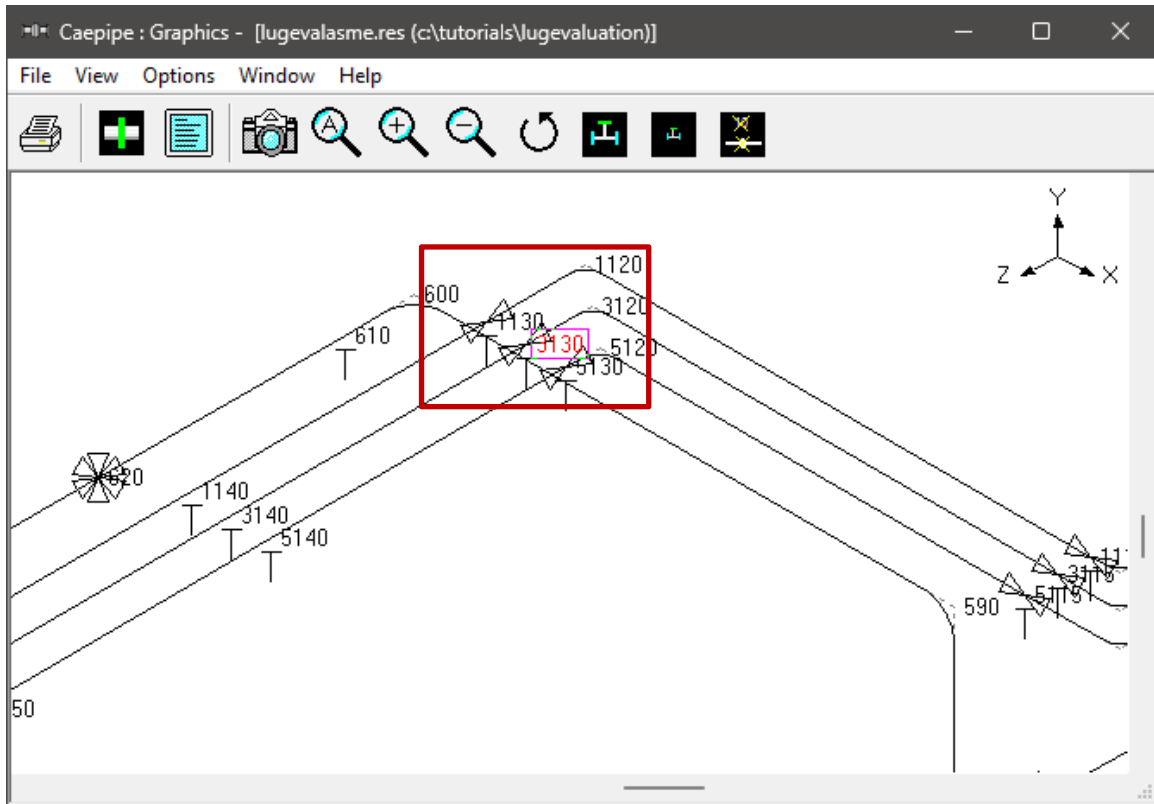 Caepipe : Graphics - [lugevalasme.res (c:\tutorials\lugevaluation)]
File View Options Window Help
A
Y
Z X
1120
600
3120
1130
610
3130
5120
5130
620
1140
3140
5140
590
50